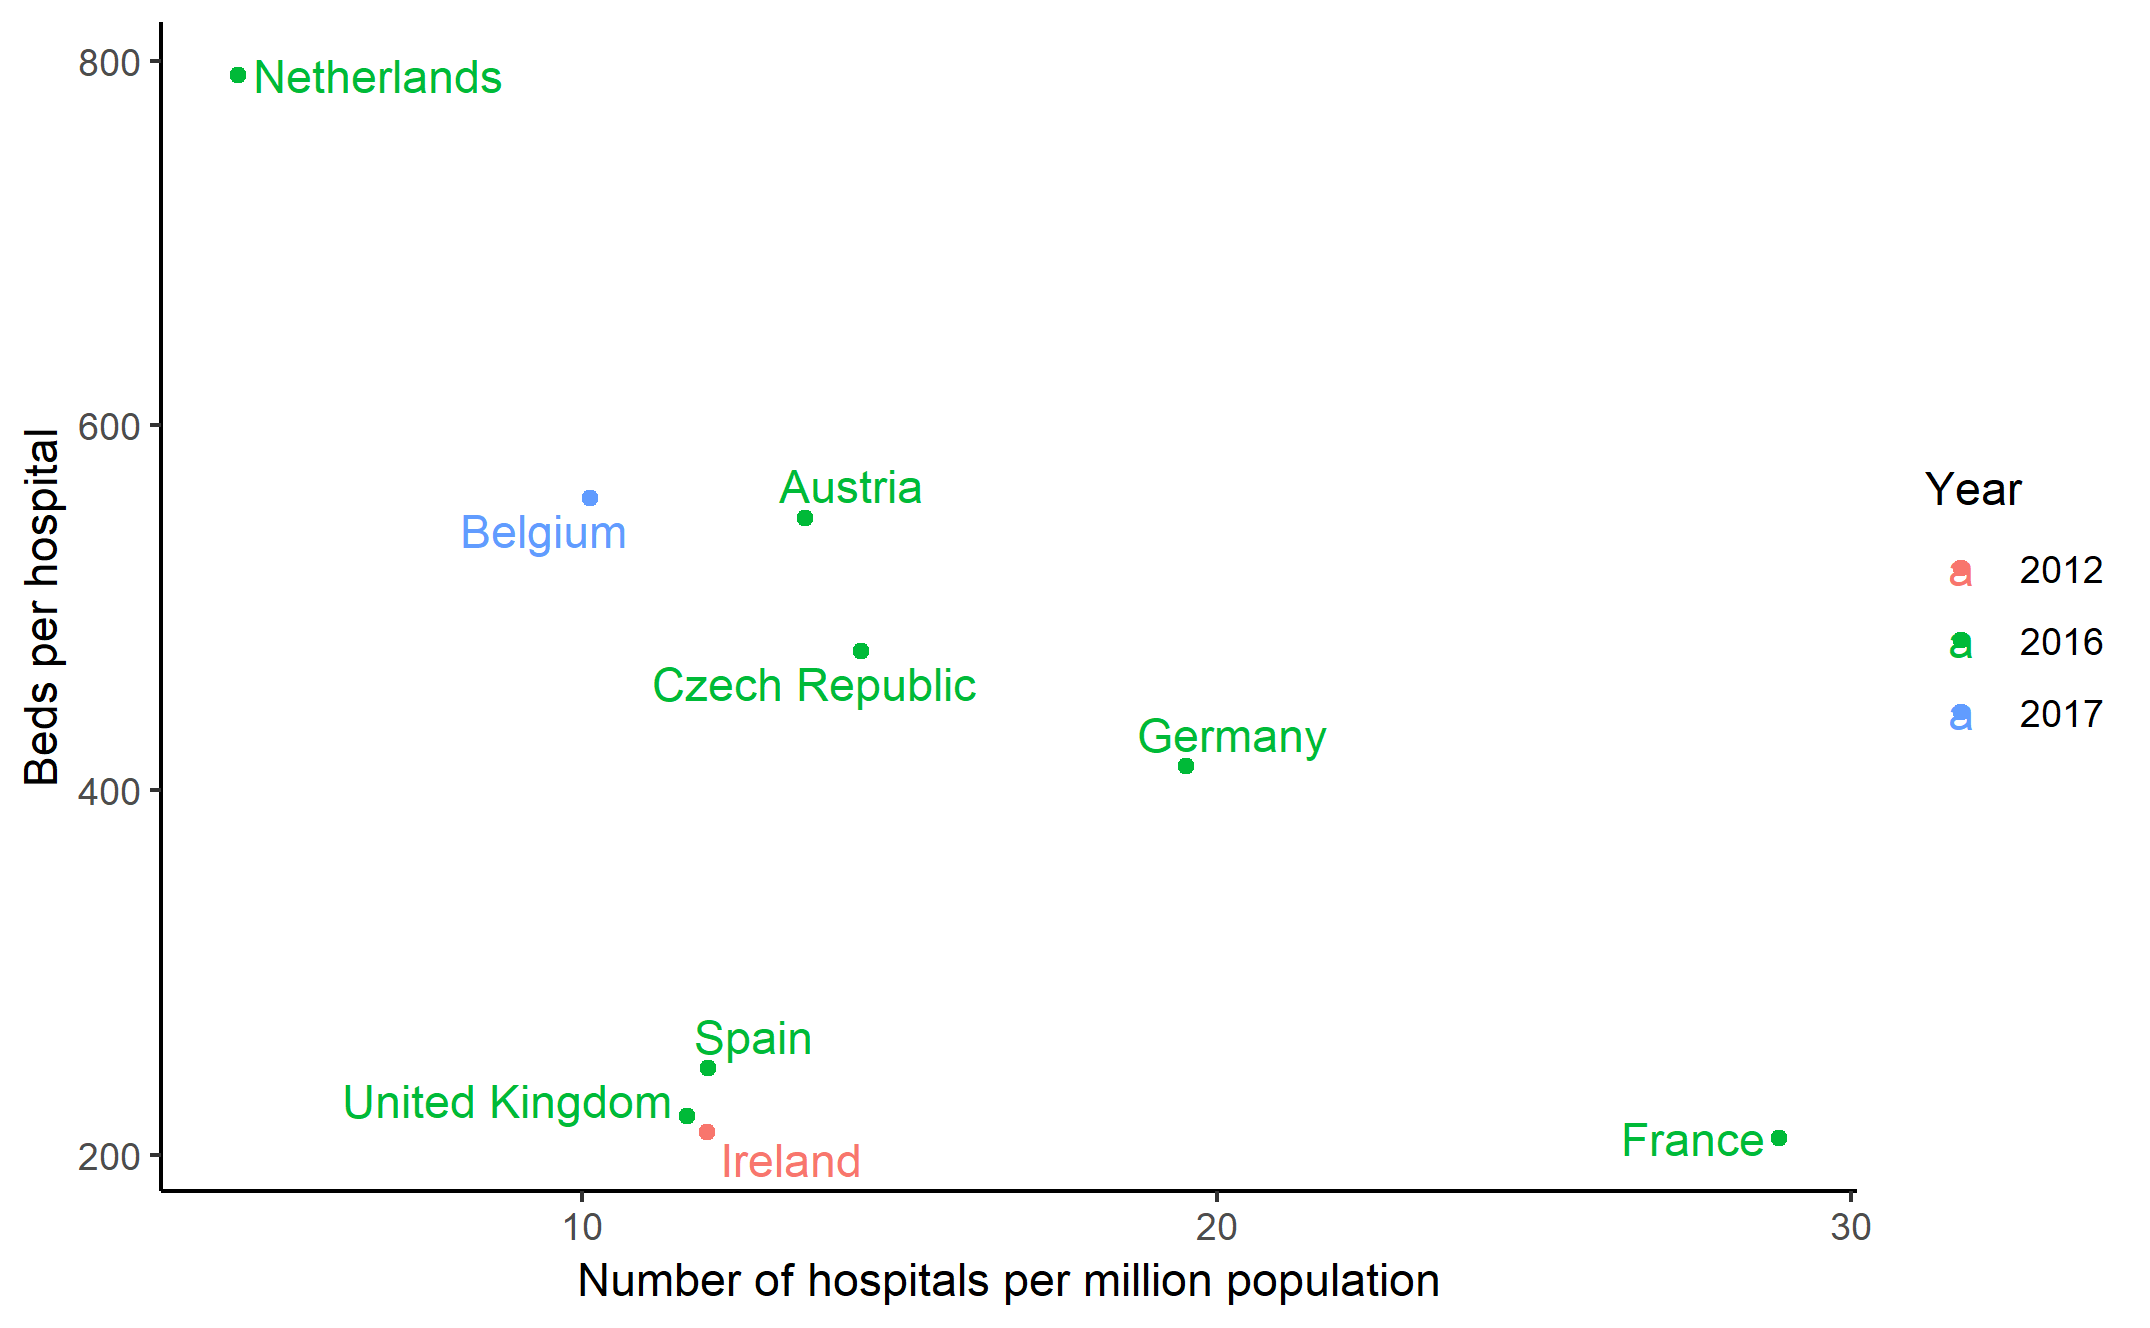 800
Netherlands
600
Austria
Belgium
Czech Republic
Germany
400
Spain
United Kingdom
Ireland
France
200
10
20
30
Number of hospitals per million population
Beds per hospital
Year
a 2012
a 2016
a 2017